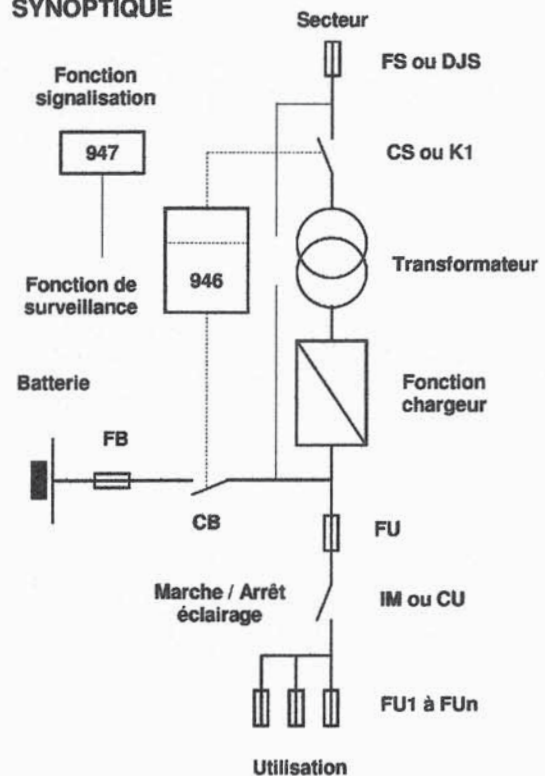 SYNOPTIQUE
Secteur
FS ou DJS
Fonction
signalisation
947
CS ou K1
Fonction de
surveillance
946
Transformateur
Batterie
Fonction
chargeur
FB
CB
FU
Marche / Arrêt
éclairage
IM ou CU
FU1 à FUn
Utilisation